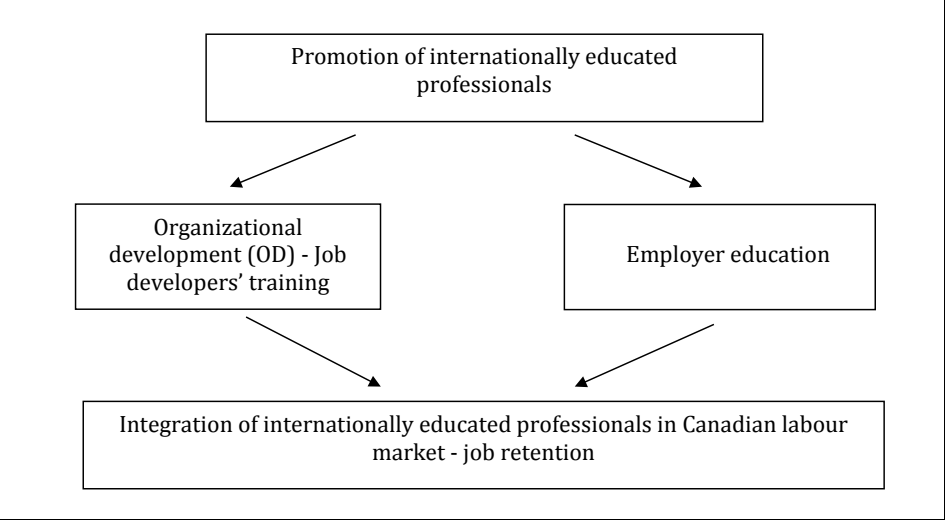 Promotion of internationally educated
professionals
Organizational
development (OD) - Job
developers’ training
Employer education
Integration of internationally educated professionals in Canadian labour
market - job retention